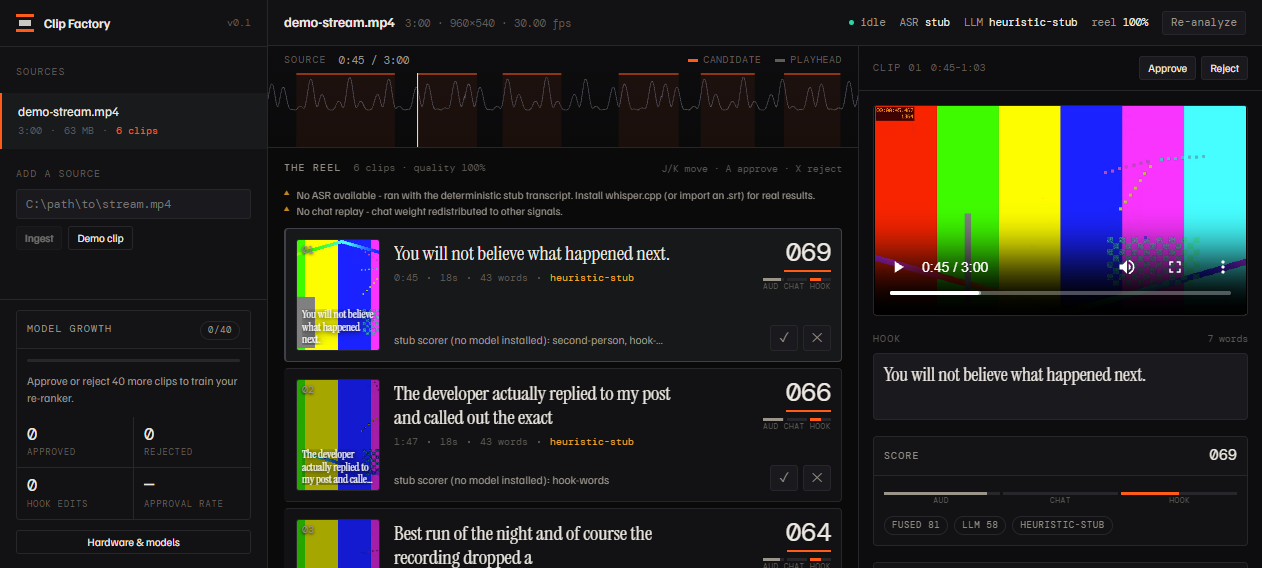 Clip Factory
v0.1
SOURCES
demo-stream.mp4
3:00 · 63 MB · 6 clips
ADD A SOURCE
C:\path\to\stream.mp4
Ingest
Demo clip
MODEL GROWTH
0/40
Approve or reject 40 more clips to train your
re-ranker.
0
APPROVED
0
REJECTED
0
HOOK EDITS
—
APPROVAL RATE
Hardware & models
demo-stream.mp4 3:00 · 960×540 · 30.00 fps
idle ASR stub LLM heuristic-stub reel 100% Re-analyze
SOURCE 0:45 / 3:00
CANDIDATE PLAYHEAD
THE REEL 6 clips · quality 100%
J/K move · A approve · X reject
No ASR available - ran with the deterministic stub transcript. Install whisper.cpp (or import an .srt) for real results.
No chat replay - chat weight redistributed to other signals.
You will not believe
what happened
next.
You will not believe what happened next.
0:45 · 18s · 43 words · heuristic-stub
stub scorer (no model installed): second-person, hook-…
069
AUD CHAT HOOK
02
The developer
actually replied to
my post and calle…
The developer actually replied to my post
and called out the exact
1:47 · 18s · 43 words · heuristic-stub
stub scorer (no model installed): hook-words
066
AUD CHAT HOOK
03
Best run of the night and of course the
recording dropped a
064
AUD CHAT HOOK
CLIP 01 0:45–1:03
Approve
Reject
00:00:45.467
1364
0:45 / 3:00
HOOK
7 words
You will not believe what happened next.
SCORE
069
AUD CHAT HOOK
FUSED 81
LLM 58
HEURISTIC-STUB